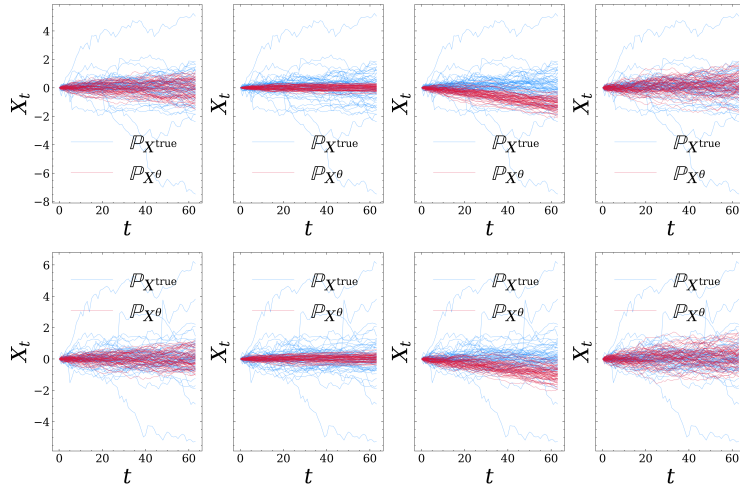 4
2
0
−2
−4
−6
−8
X_t
ℙ_{X^{true}}
ℙ_{X^θ}
0 20 40 60
t
X_t
ℙ_{X^{true}}
ℙ_{X^θ}
0 20 40 60
t
X_t
ℙ_{X^{true}}
ℙ_{X^θ}
0 20 40 60
t
X_t
ℙ_{X^{true}}
ℙ_{X^θ}
0 20 40 60
t
6
4
2
0
−2
−4
X_t
ℙ_{X^{true}}
ℙ_{X^θ}
0 20 40 60
t
X_t
ℙ_{X^{true}}
ℙ_{X^θ}
0 20 40 60
t
X_t
ℙ_{X^{true}}
ℙ_{X^θ}
0 20 40 60
t
X_t
ℙ_{X^{true}}
ℙ_{X^θ}
0 20 40 60
t